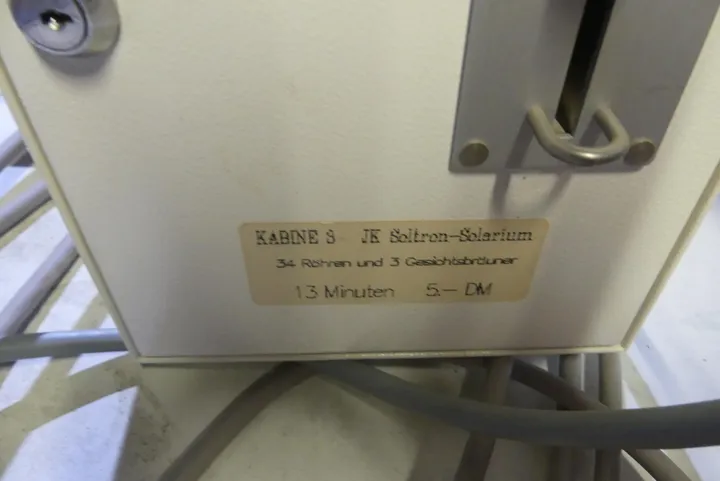 KABINE 3 JK Soltron-Solarium
34 Röhren und 3 Gesichtsbräuner
13 Minuten 5.- DM